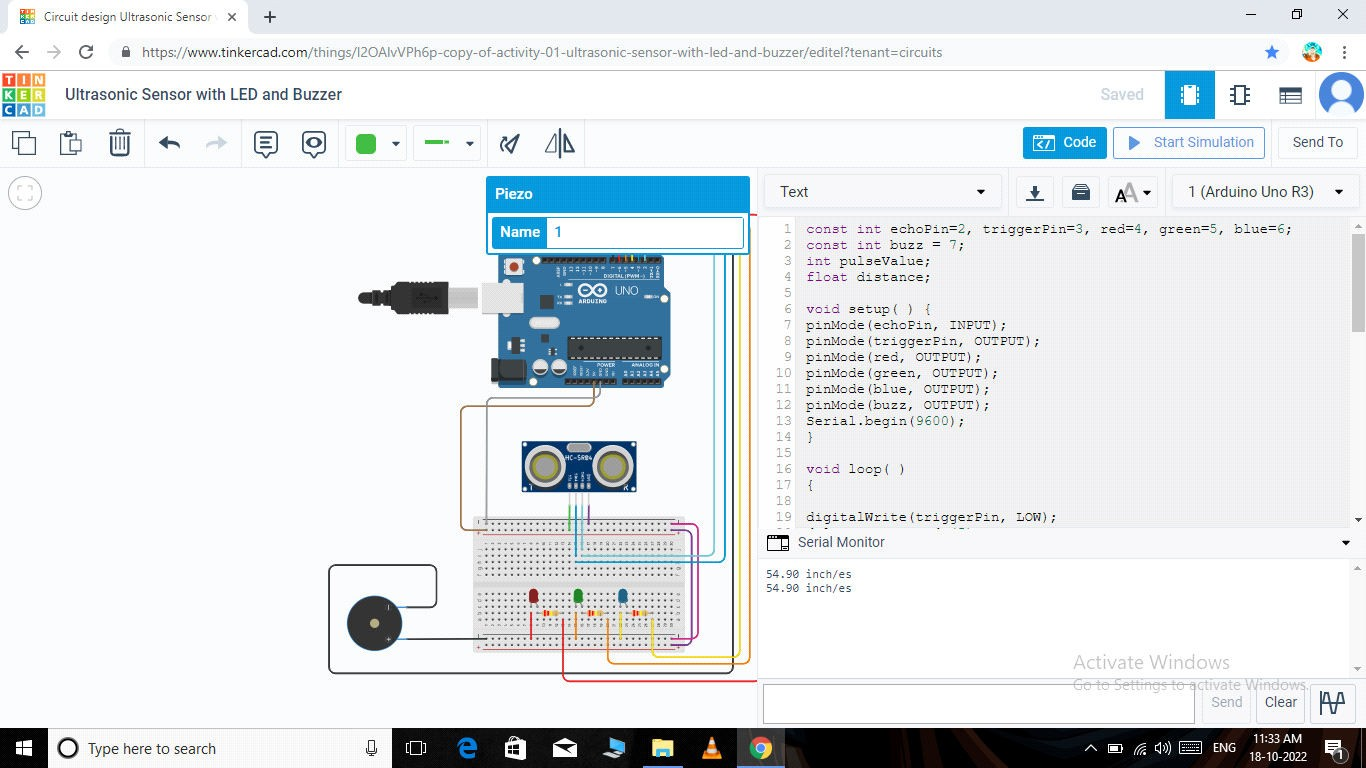 Circuit design Ultrasonic Sensor
https://www.tinkercad.com/things/l2OAlvVPh6p-copy-of-activity-01-ultrasonic-sensor-with-led-and-buzzer/editel?tenant=circuits
TIN
KER
CAD
Ultrasonic Sensor with LED and Buzzer
Saved
Code
Start Simulation
Send To
Piezo
Name 1
Text
1 (Arduino Uno R3)
DIGITAL (PWM~)
UNO
ARDUINO
POWER
ANALOG IN
HC-SR04
1 const int echoPin=2, triggerPin=3, red=4, green=5, blue=6;
2 const int buzz = 7;
3 int pulseValue;
4 float distance;
5
6 void setup( ) {
7 pinMode(echoPin, INPUT);
8 pinMode(triggerPin, OUTPUT);
9 pinMode(red, OUTPUT);
10 pinMode(green, OUTPUT);
11 pinMode(blue, OUTPUT);
12 pinMode(buzz, OUTPUT);
13 Serial.begin(9600);
14 }
15
16 void loop( )
17 {
18
19 digitalWrite(triggerPin, LOW);
Serial Monitor
54.90 inch/es
54.90 inch/es
Activate Windows
Go to Settings to activate Windows.
Send
Clear
Type here to search
ENG
11:33 AM
18-10-2022
1